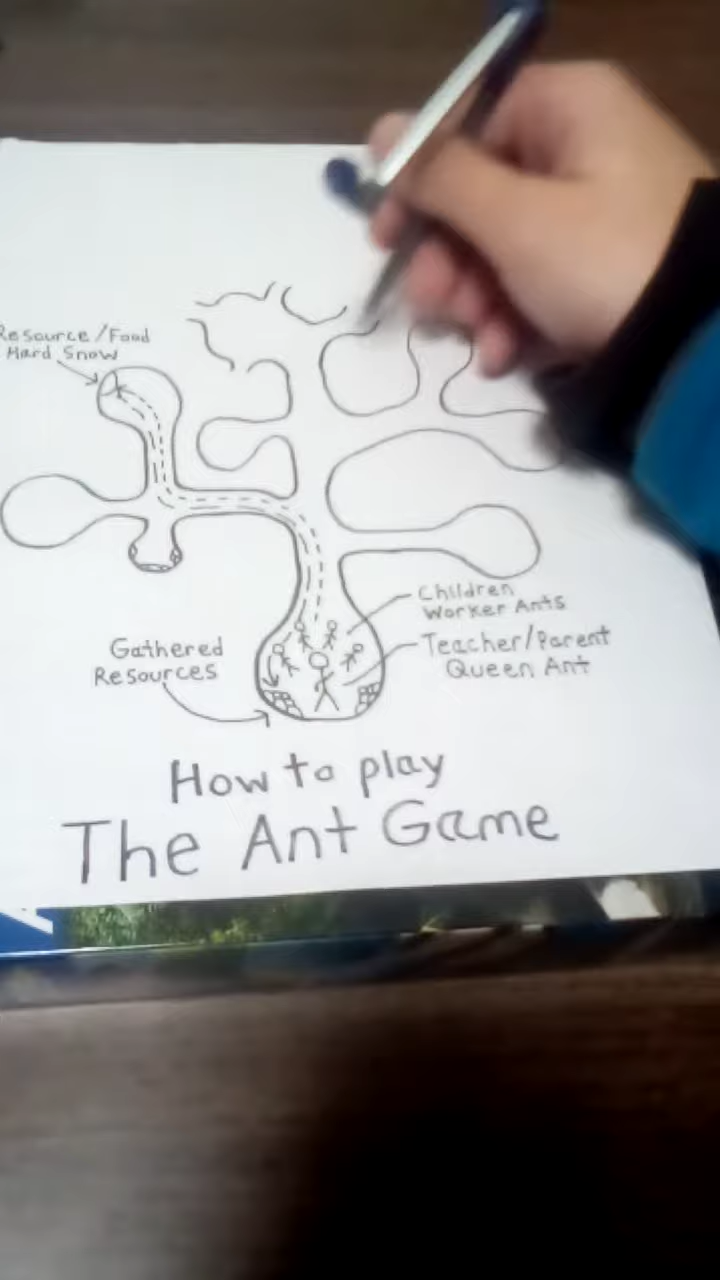 Resource/Food
Hard Snow
Children
Worker Ants
Teacher/Parent
Queen Ant
Gathered
Resources
How to play
The Ant Game